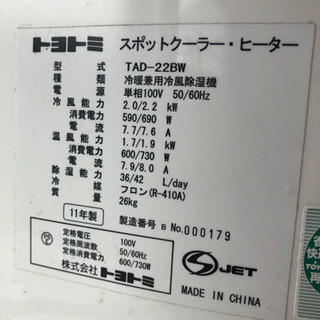 トヨトミ スポットクーラー・ヒーター
型式 TAD-22BW
種類 冷暖兼用冷風除湿機
電源 単相100V 50/60Hz
冷風能力 2.0/2.2 kW
消費電力 590/690 W
電流 7.7/7.6 A
温風能力 1.7/1.9 kW
消費電力 600/730 W
電流 7.9/8.0 A
除湿能力 36/42 L/day
冷媒 フロン(R-410A)
質量 26kg
11年製 製造番号 B No.000179
定格電圧 100V
定格周波数 50/60Hz
定格消費電力 600/730W
株式会社トヨトミ
S JET
MADE IN CHINA